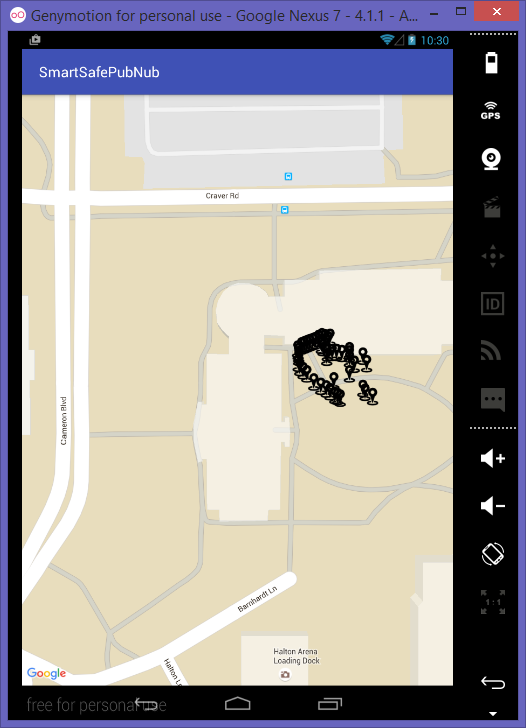 Genymotion for personal use - Google Nexus 7 - 4.1.1 - A...
10:30
SmartSafePubNub
GPS
Craver Rd
ID
Cameron Blvd
1:1
Barnhardt Ln
Halton Arena
Loading Dock
Halton Ln
Google
free for personal use